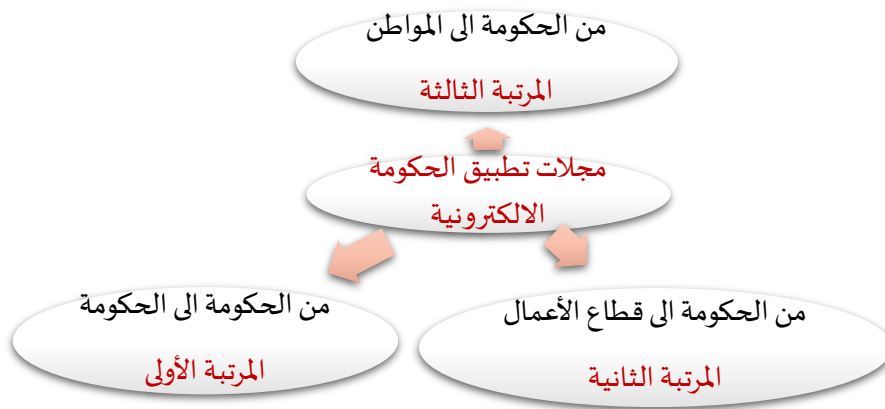 من الحكومة الى المواطن
المرتبة الثالثة
مجلات تطبيق الحكومة
الالكترونية
من الحكومة الى قطاع الأعمال
المرتبة الثانية
من الحكومة الى الحكومة
المرتبة الأولى